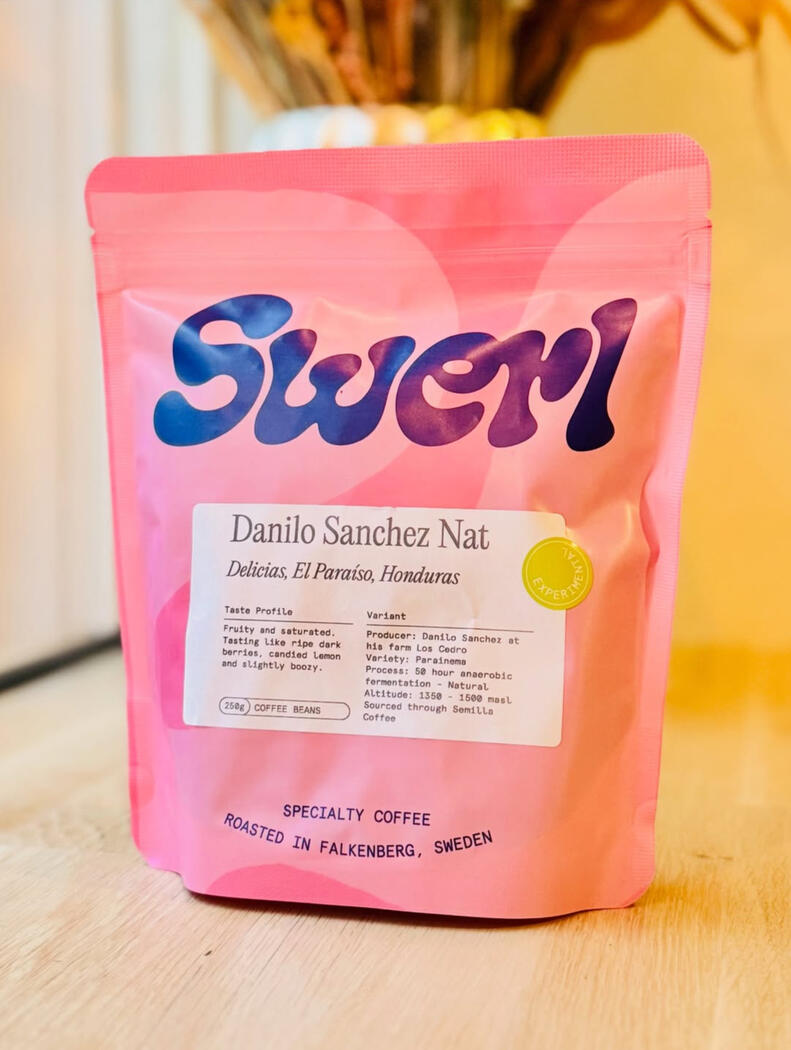 Swerl
Danilo Sanchez Nat
Delicias, El Paraíso, Honduras
EXPERIMENTAL
Taste Profile
Fruity and saturated.
Tasting like ripe dark
berries, candied lemon
and slightly boozy.
250g COFFEE BEANS
Variant
Producer: Danilo Sanchez at
his farm Los Cedro
Variety: Parainema
Process: 50 hour anaerobic
fermentation - Natural
Altitude: 1350 - 1500 masl
Sourced through Semilla
Coffee
SPECIALTY COFFEE
ROASTED IN FALKENBERG, SWEDEN